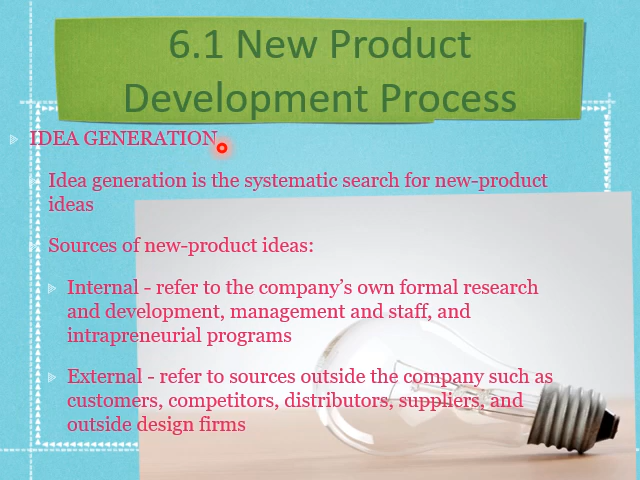 6.1 New Product
Development Process
IDEA GENERATION
Idea generation is the systematic search for new-product
ideas
Sources of new-product ideas:
Internal - refer to the company’s own formal research
and development, management and staff, and
intrapreneurial programs
External - refer to sources outside the company such as
customers, competitors, distributors, suppliers, and
outside design firms